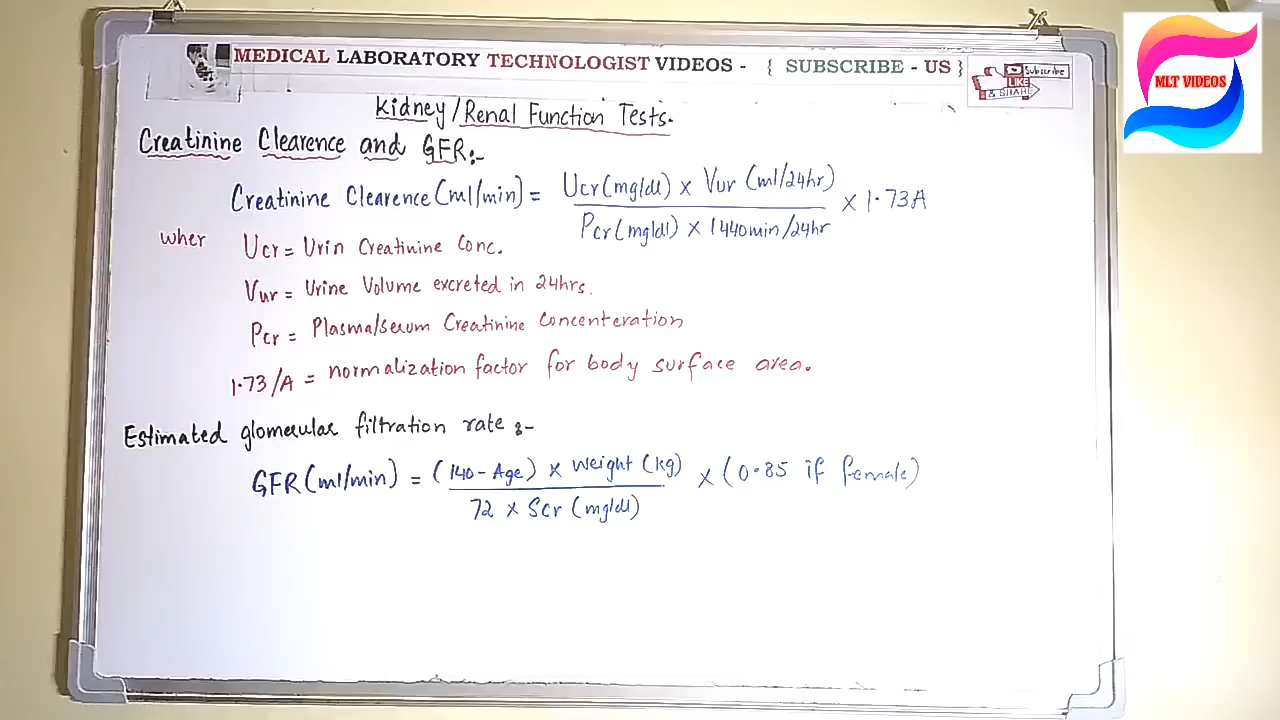 MEDICAL LABORATORY TECHNOLOGIST VIDEOS - { SUBSCRIBE - US }
Subscribe
LIKE
& SHARE
MLT VIDEOS
Kidney/Renal Function Tests.
Creatinine Clearence and GFR:-
Creatinine Clearence (ml/min) = Ucr(mg/dl) × Vur (ml/24hr) / Pcr(mg/dl) × 1440min/24hr × 1.73A
wher Ucr = Urin Creatinine Conc.
Vur = Urine Volume excreted in 24hrs.
Pcr = Plasma/serum Creatinine Concenteration
1.73/A = normalization factor for body surface area.
Estimated glomerular filtration rate :-
GFR(ml/min) = (140 - Age) × Weight (kg) / 72 × Scr (mg/dl) × (0.85 if female)